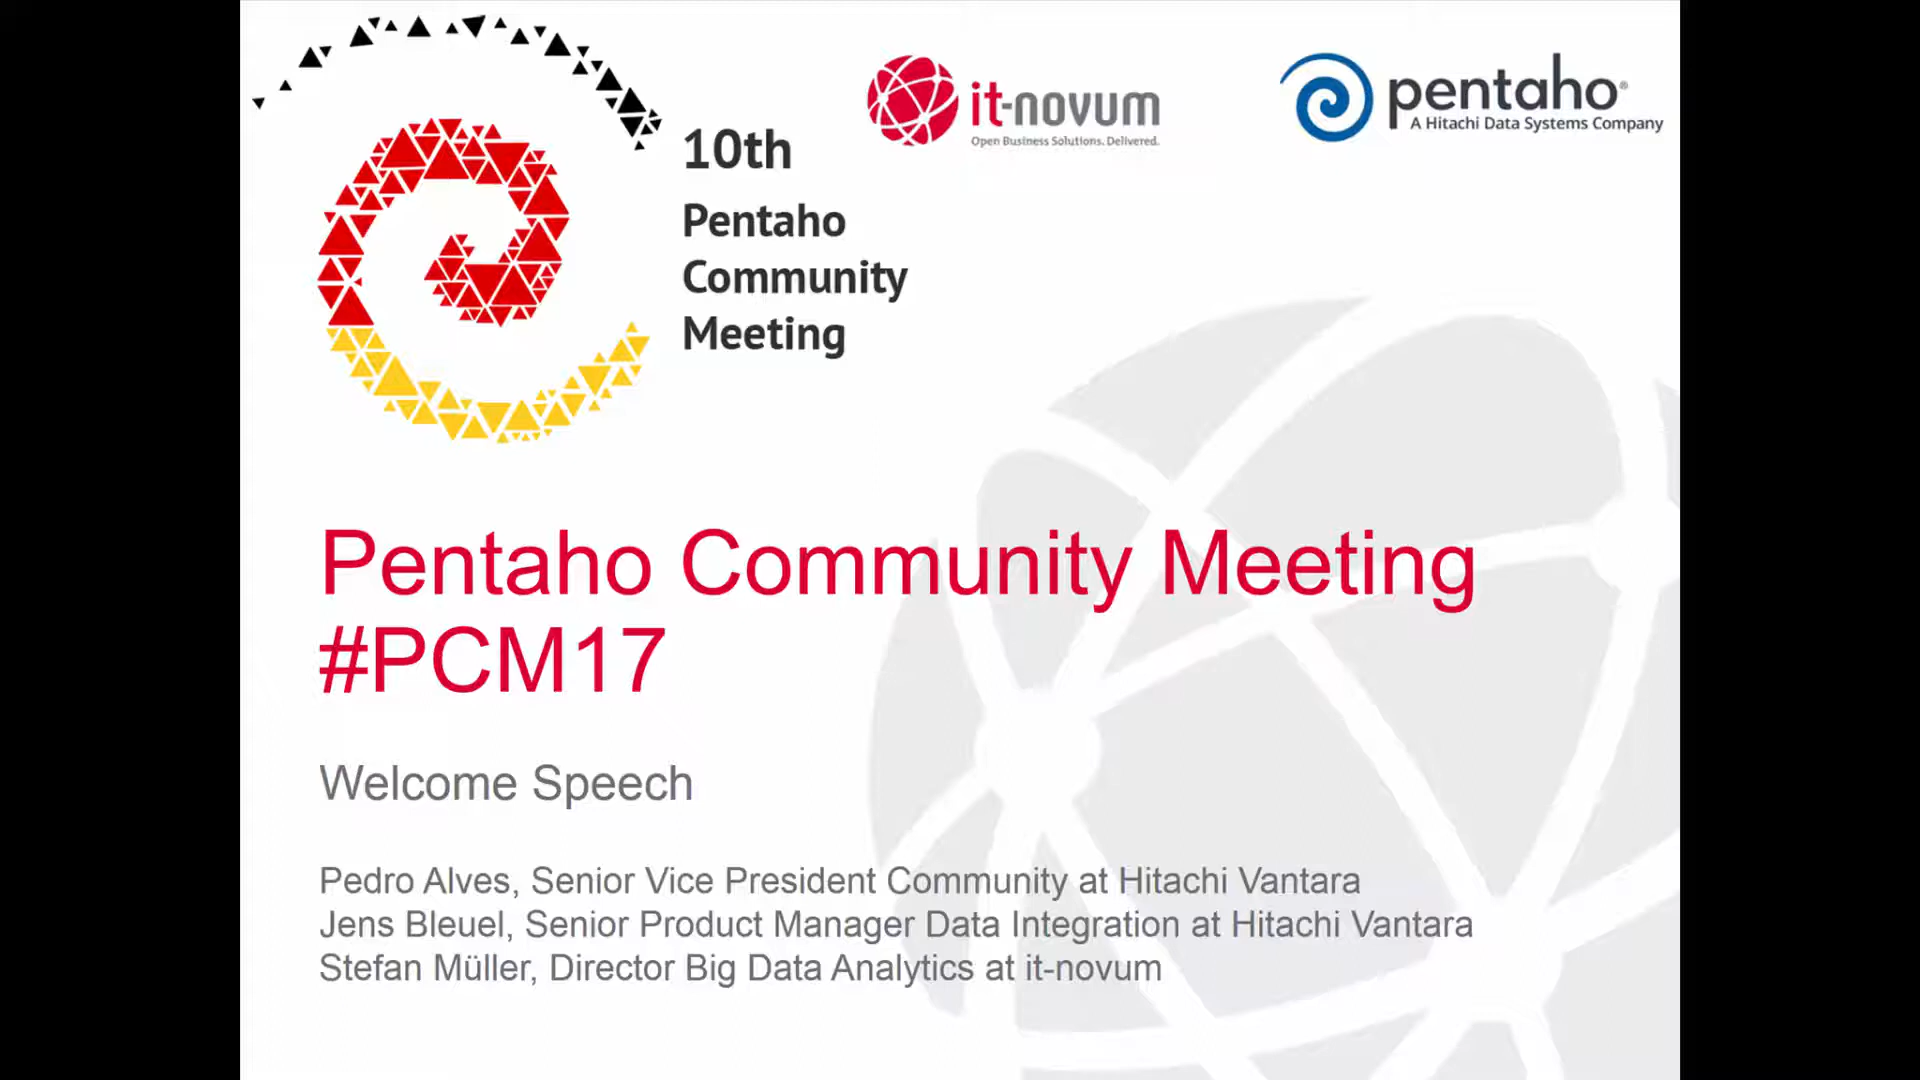 10th
Pentaho
Community
Meeting
it-novum
Open Business Solutions. Delivered.
pentaho®
A Hitachi Data Systems Company
Pentaho Community Meeting
#PCM17
Welcome Speech
Pedro Alves, Senior Vice President Community at Hitachi Vantara
Jens Bleuel, Senior Product Manager Data Integration at Hitachi Vantara
Stefan Müller, Director Big Data Analytics at it-novum